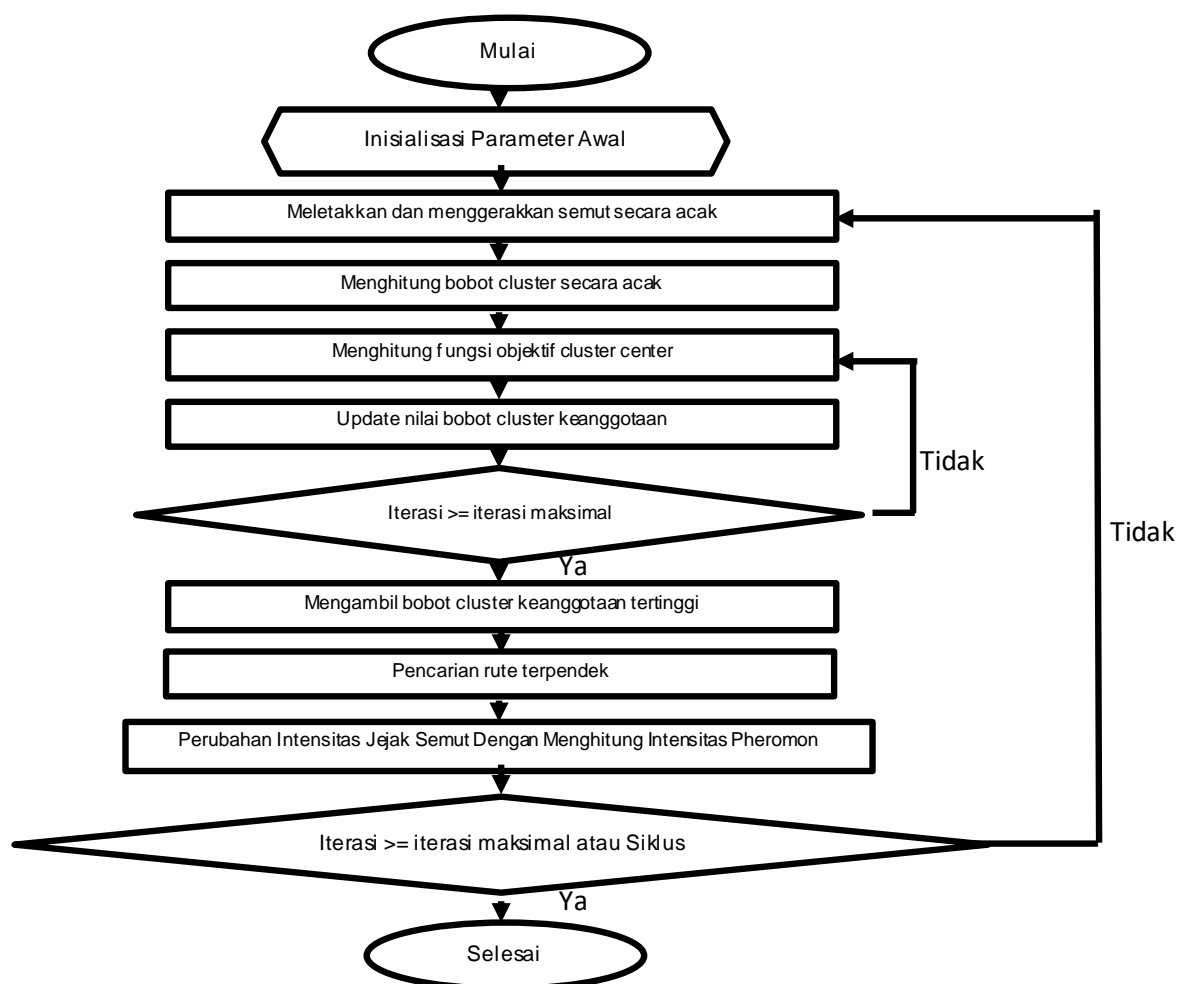 Mulai
Inisialisasi Parameter Awal
Meletakkan dan menggerakkan semut secara acak
Menghitung bobot cluster secara acak
Menghitung fungsi objektif cluster center
Update nilai bobot cluster keanggotaan
Tidak
Iterasi >= iterasi maksimal
Tidak
Ya
Mengambil bobot cluster keanggotaan tertinggi
Pencarian rute terpendek
Perubahan Intensitas Jejak Semut Dengan Menghitung Intensitas Pheromon
Iterasi >= iterasi maksimal atau Siklus
Ya
Selesai